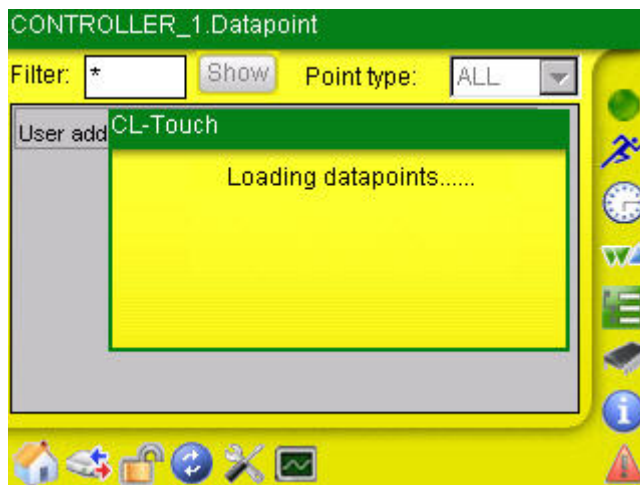 CONTROLLER_1.Datapoint
Filter: * Show Point type: ALL
User add
CL-Touch
Loading datapoints......